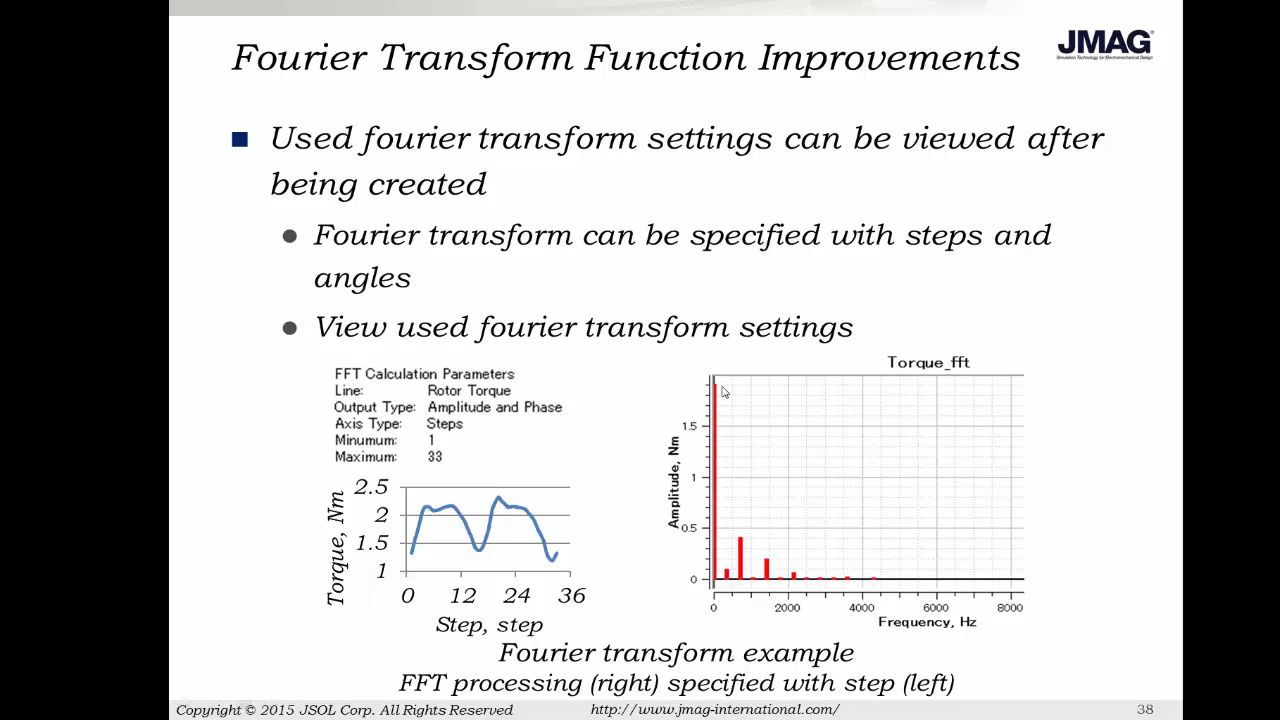 Fourier Transform Function Improvements
JMAG
Simulation Technology for Electromechanical Design
Used fourier transform settings can be viewed after
being created
Fourier transform can be specified with steps and
angles
View used fourier transform settings
FFT Calculation Parameters
Line: Rotor Torque
Output Type: Amplitude and Phase
Axis Type: Steps
Minumum: 1
Maximum: 33
Torque, Nm
2.5
2
1.5
1
0 12 24 36
Step, step
Torque_fft
Amplitude, Nm
1.5
1
0.5
0
0 2000 4000 6000 8000
Frequency, Hz
Fourier transform example
FFT processing (right) specified with step (left)
Copyright © 2015 JSOL Corp. All Rights Reserved http://www.jmag-international.com/ 38